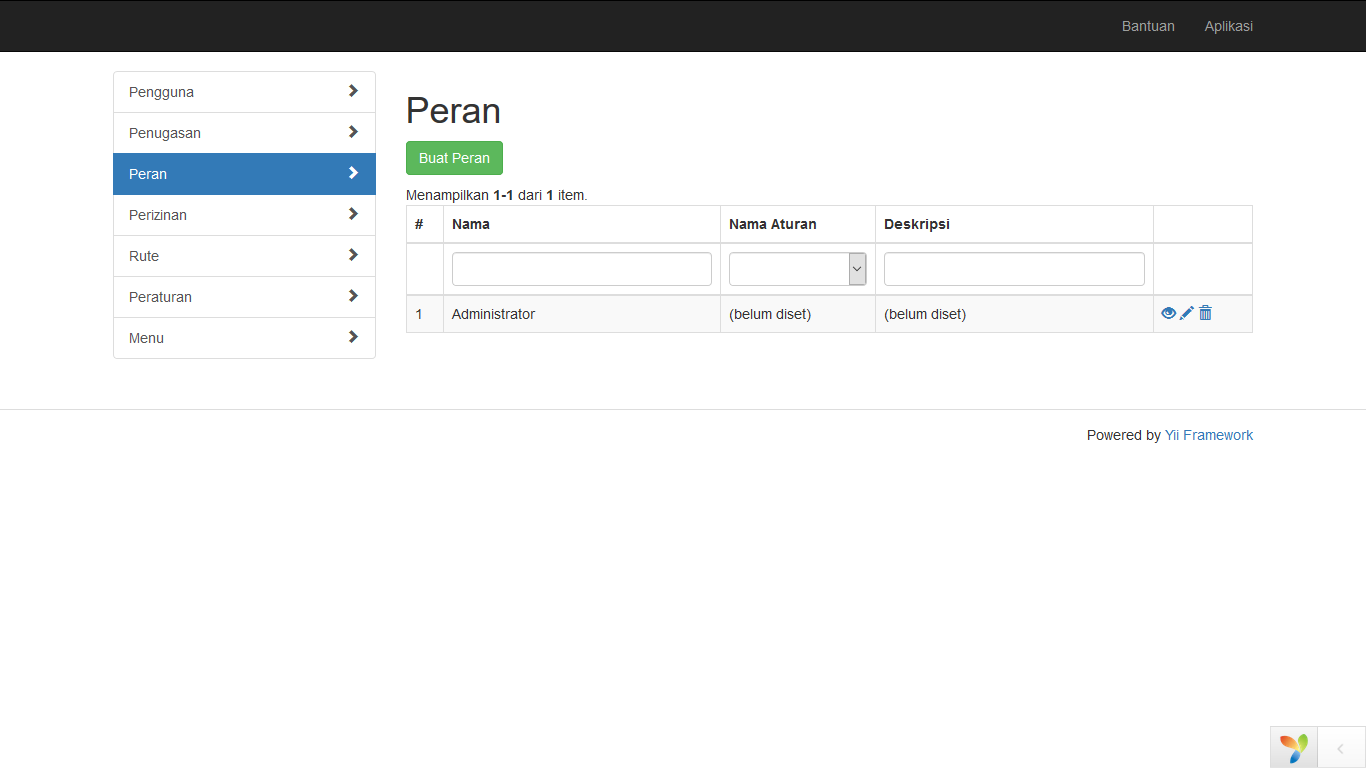 Bantuan Aplikasi
Pengguna
Penugasan
Peran
Perizinan
Rute
Peraturan
Menu
Peran
Buat Peran
Menampilkan 1-1 dari 1 item.
# Nama Nama Aturan Deskripsi
1 Administrator (belum diset) (belum diset)
Powered by Yii Framework